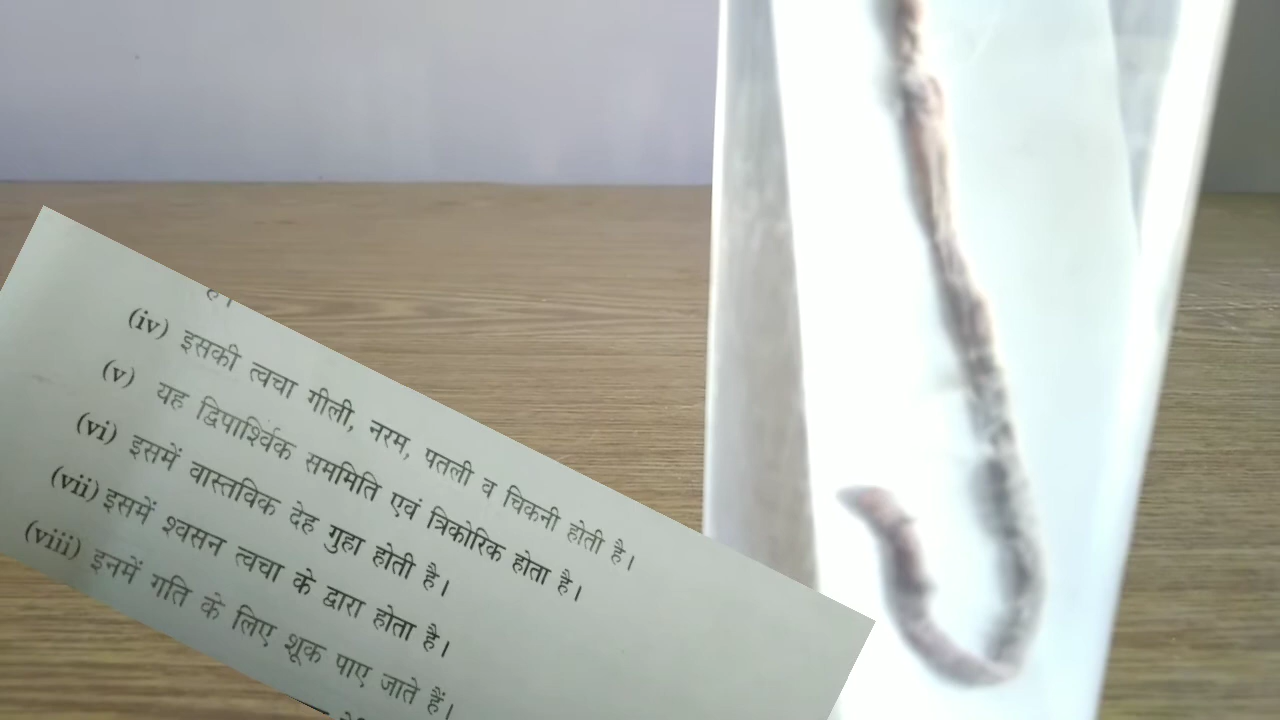 (iv) इसकी त्वचा गीली, नरम, पतली व चिकनी होती है।
(v) यह द्विपार्श्विक सममिति एवं त्रिकोरिक होता है।
(vi) इसमें वास्तविक देह गुहा होती है।
(vii) इसमें श्वसन त्वचा के द्वारा होता है।
(viii) इनमें गति के लिए शूक पाए जाते हैं।